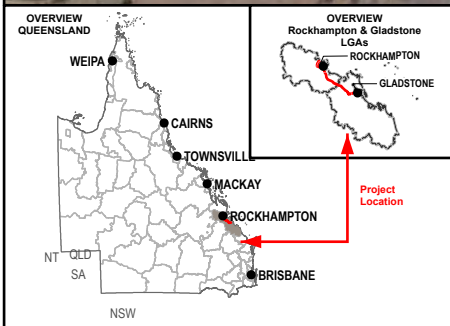 OVERVIEW
QUEENSLAND
WEIPA
CAIRNS
TOWNSVILLE
MACKAY
ROCKHAMPTON
BRISBANE
NT
QLD
SA
NSW
OVERVIEW
Rockhampton & Gladstone
LGAs
ROCKHAMPTON
GLADSTONE
Project
Location